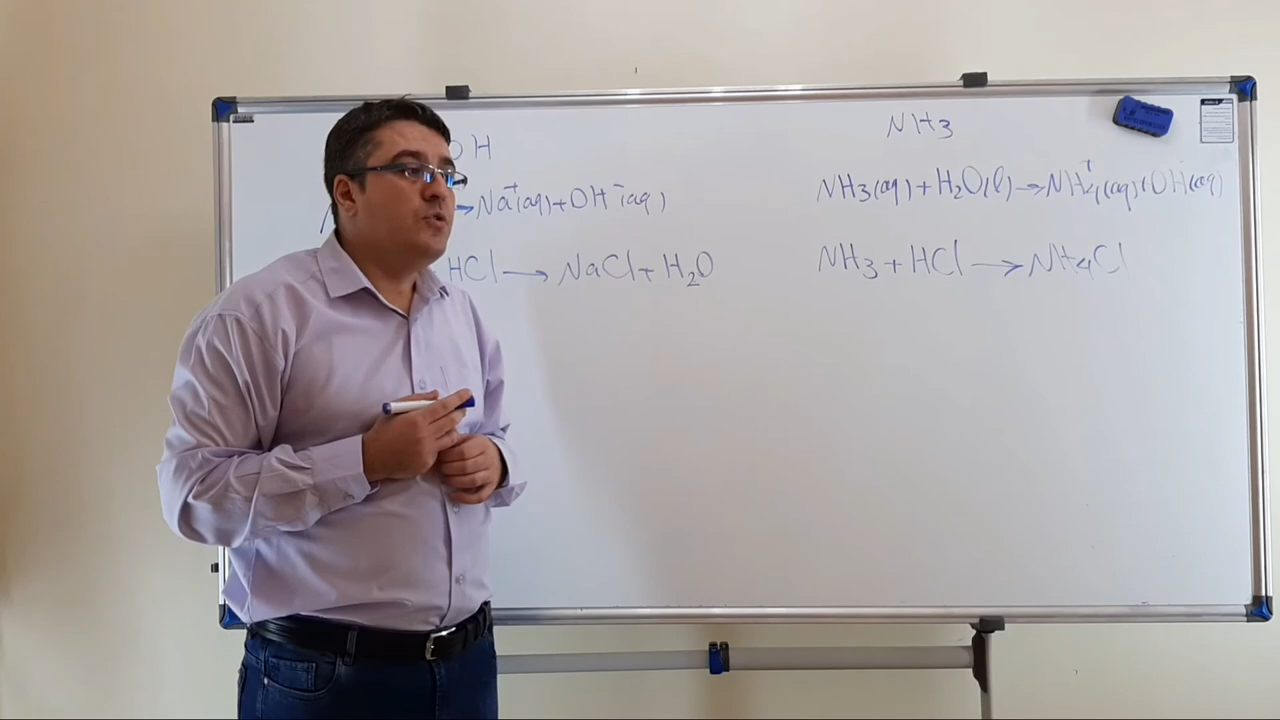 OH
→Na⁺(aq)+OH⁻(aq)
HCl → NaCl + H₂O
NH₃
NH₃(aq)+H₂O(l)→NH₄⁺(aq)+OH⁻(aq)
NH₃+HCl→NH₄Cl